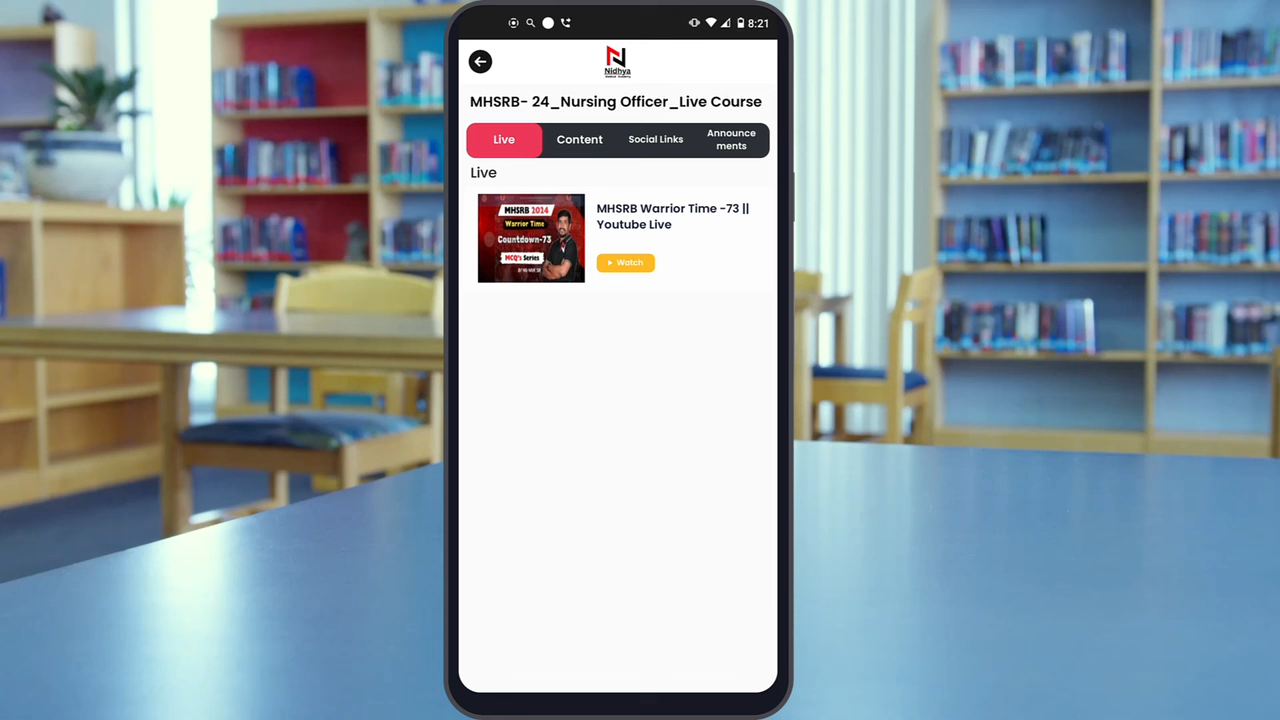 8:21
Nidhya
MHSRB- 24_Nursing Officer_Live Course
Live
Content
Social Links
Announce
ments
Live
MHSRB 2024
Warrior Time
Countdown-73
MCQ's Series
MHSRB Warrior Time -73 ||
Youtube Live
Watch